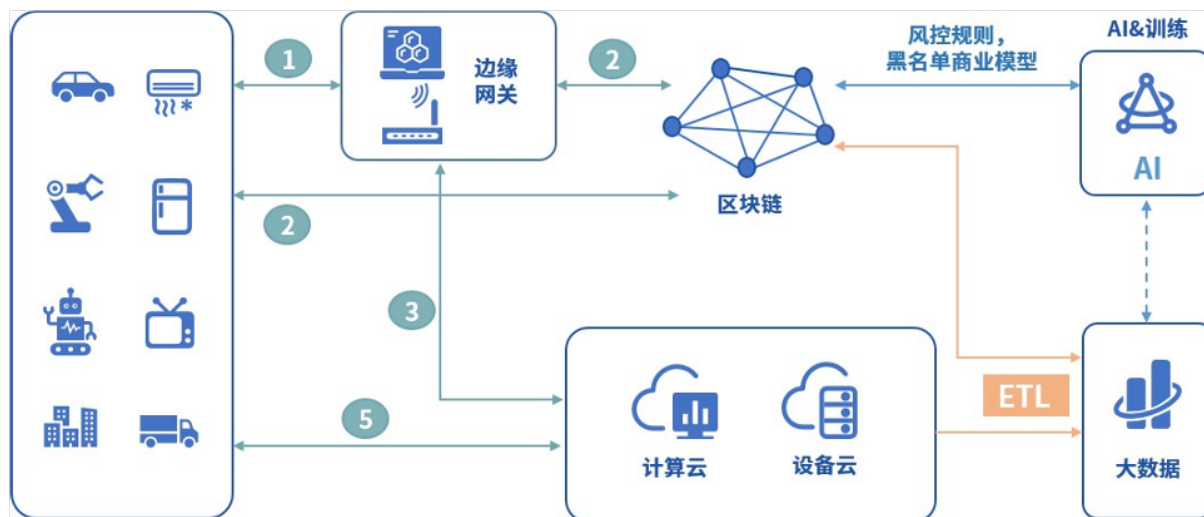 AI&训练
风控规则，
黑名单商业模型
1
边缘
网关
2
AI
区块链
2
3
ETL
5
计算云
设备云
大数据